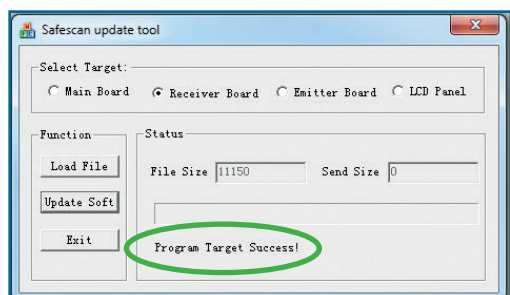 Safescan update tool
Select Target:
Main Board Receiver Board Emitter Board LCD Panel
Function Status
Load File File Size 11150 Send Size 0
Update Soft
Exit Program Target Success!